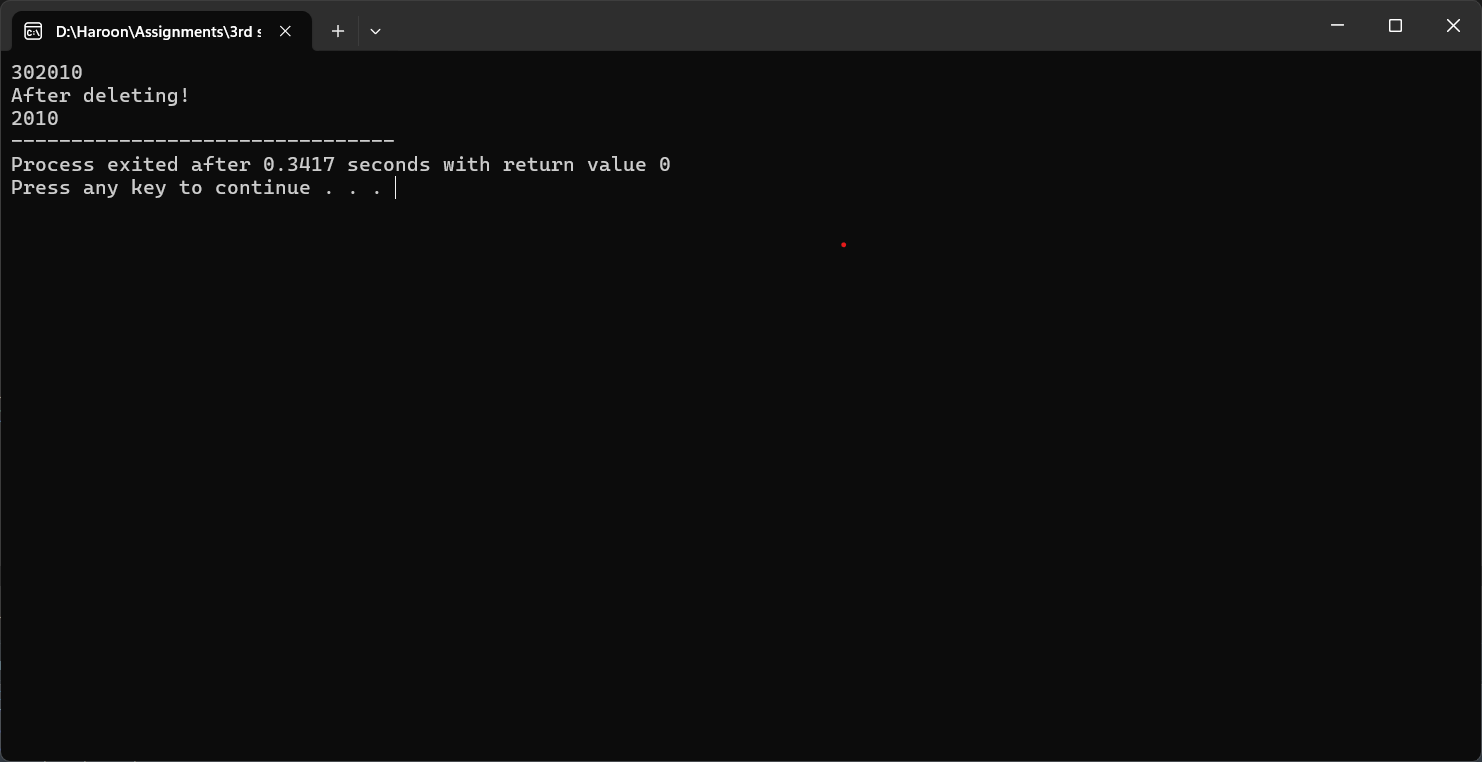 D:\Haroon\Assignments\3rd s
302010
After deleting!
2010
--------------------------------
Process exited after 0.3417 seconds with return value 0
Press any key to continue . . .